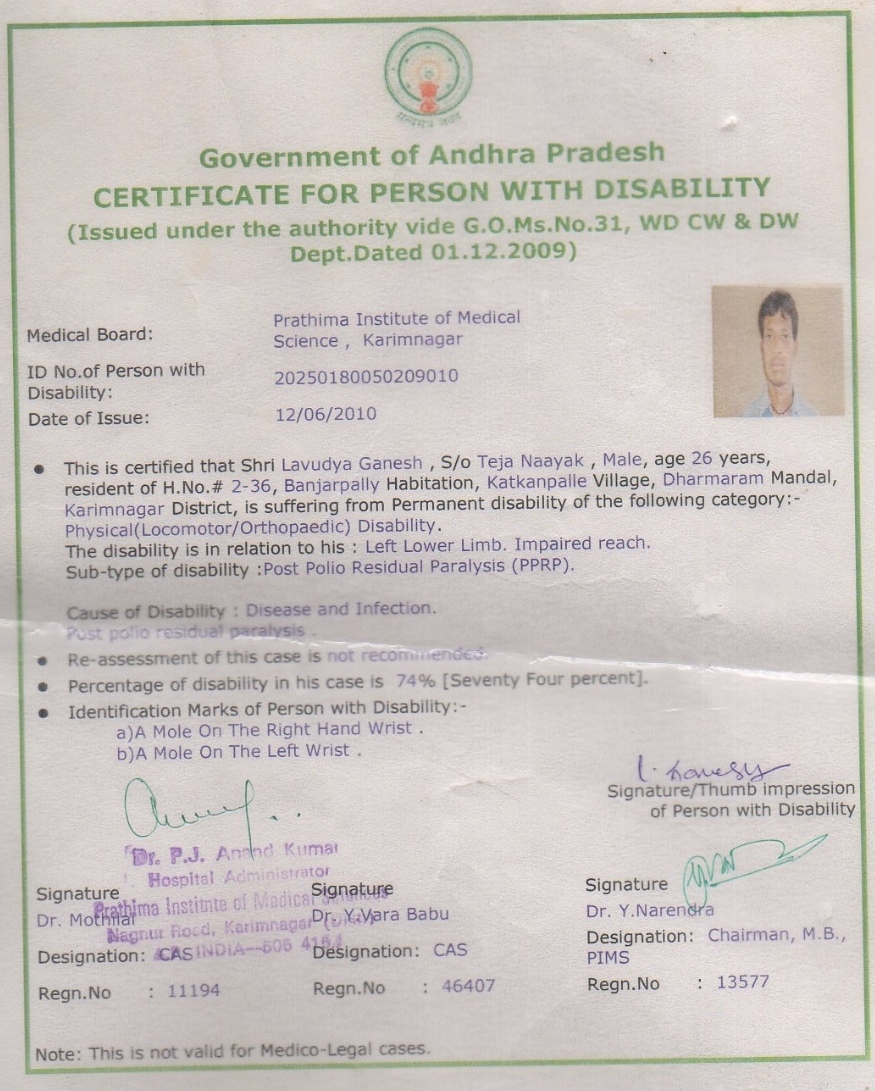 सत्यमेव जयते
Government of Andhra Pradesh
CERTIFICATE FOR PERSON WITH DISABILITY
(Issued under the authority vide G.O.Ms.No.31, WD CW & DW
Dept.Dated 01.12.2009)
Medical Board: Prathima Institute of Medical
Science , Karimnagar
ID No.of Person with
Disability: 20250180050209010
Date of Issue: 12/06/2010
• This is certified that Shri Lavudya Ganesh , S/o Teja Naayak , Male, age 26 years,
resident of H.No.# 2-36, Banjarpally Habitation, Katkanpalle Village, Dharmaram Mandal,
Karimnagar District, is suffering from Permanent disability of the following category:-
Physical(Locomotor/Orthopaedic) Disability.
The disability is in relation to his : Left Lower Limb. Impaired reach.
Sub-type of disability :Post Polio Residual Paralysis (PPRP).
Cause of Disability : Disease and Infection.
Post polio residual paralysis .
• Re-assessment of this case is not recommended.
• Percentage of disability in his case is 74% [Seventy Four percent].
• Identification Marks of Person with Disability:-
a)A Mole On The Right Hand Wrist .
b)A Mole On The Left Wrist .
Signature/Thumb impression
of Person with Disability
Dr. P.J. Anand Kumar
Hospital Administrator
Prathima Institute of Medical Sciences
Nagnur Road, Karimnagar
INDIA--505
Signature
Dr. Mothilal
Designation: CAS
Regn.No : 11194
Signature
Dr. Y.Vara Babu
Designation: CAS
Regn.No : 46407
Signature
Dr. Y.Narendra
Designation: Chairman, M.B.,
PIMS
Regn.No : 13577
Note: This is not valid for Medico-Legal cases.